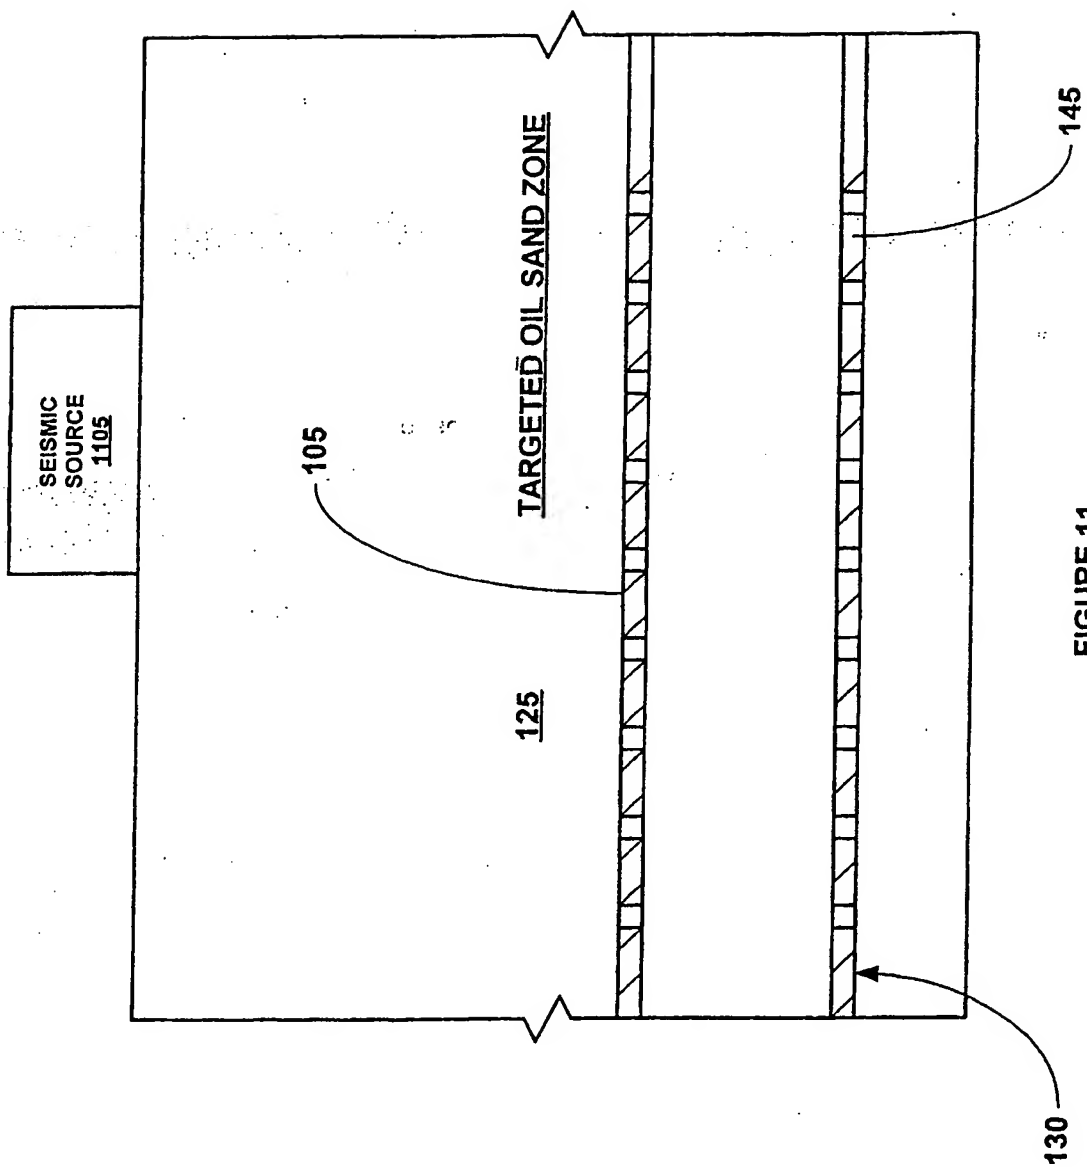 SEISMIC
SOURCE
1105
105
TARGETED OIL SAND ZONE
125
145
130
FIGURE 11